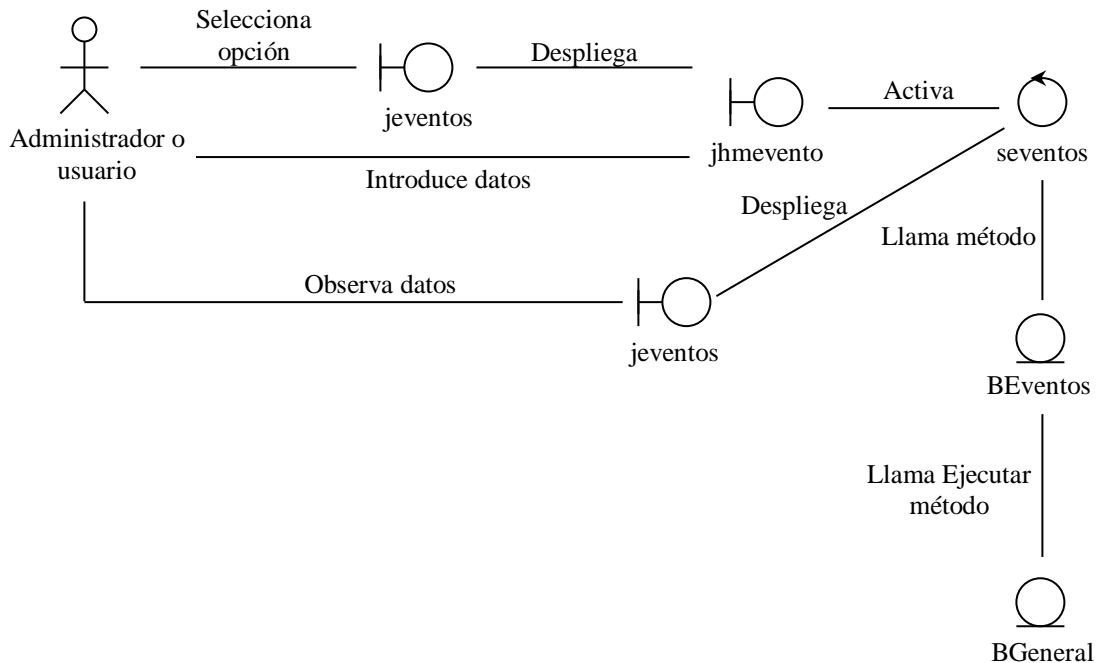 Selecciona
opción
Despliega
jeventos
Activa
Administrador o
usuario
jhmevento
seventos
Introduce datos
Despliega
Llama método
Observa datos
jeventos
BEventos
Llama Ejecutar
método
BGeneral